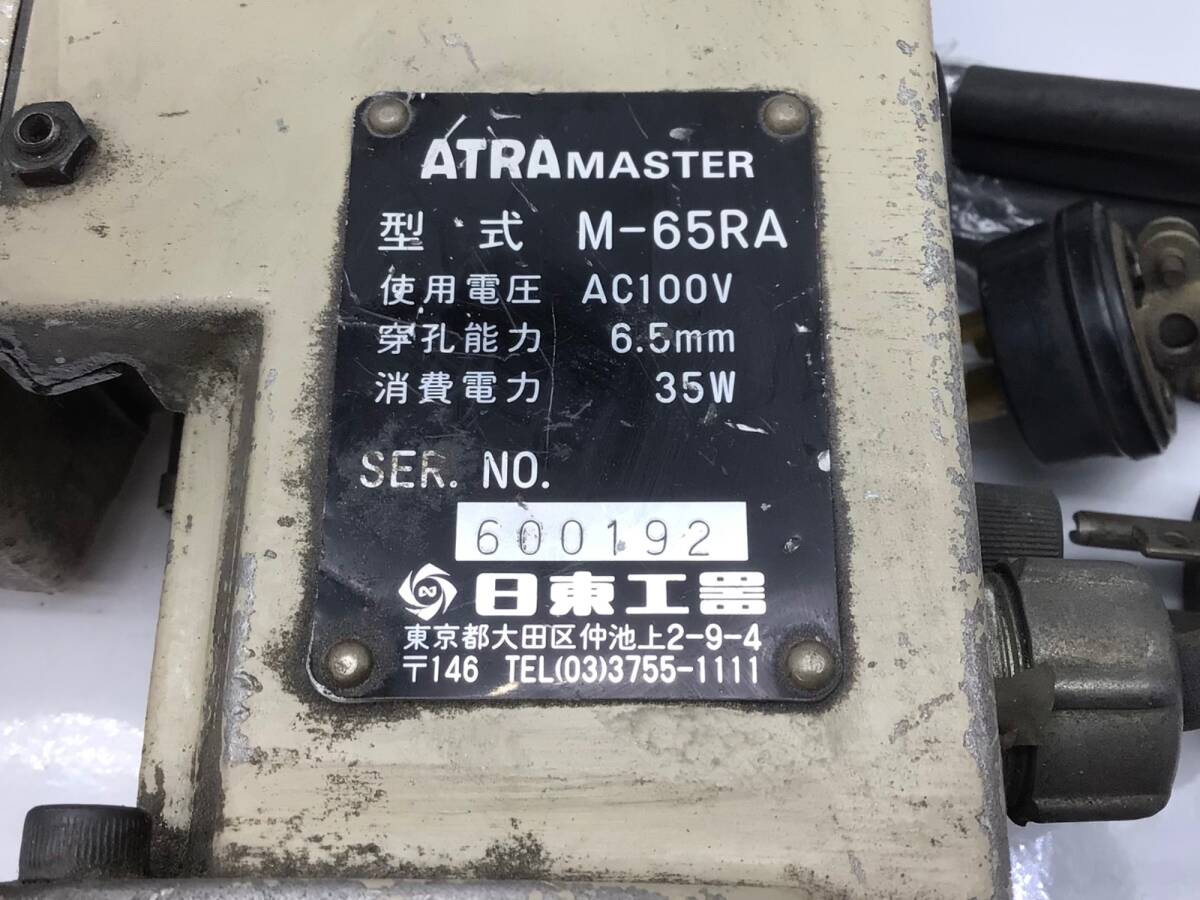 ATRA MASTER
型式 M-65RA
使用電圧 AC100V
穿孔能力 6.5mm
消費電力 35W
SER. NO.
600192
日東工器
東京都大田区仲池上2-9-4
〒146 TEL(03)3755-1111